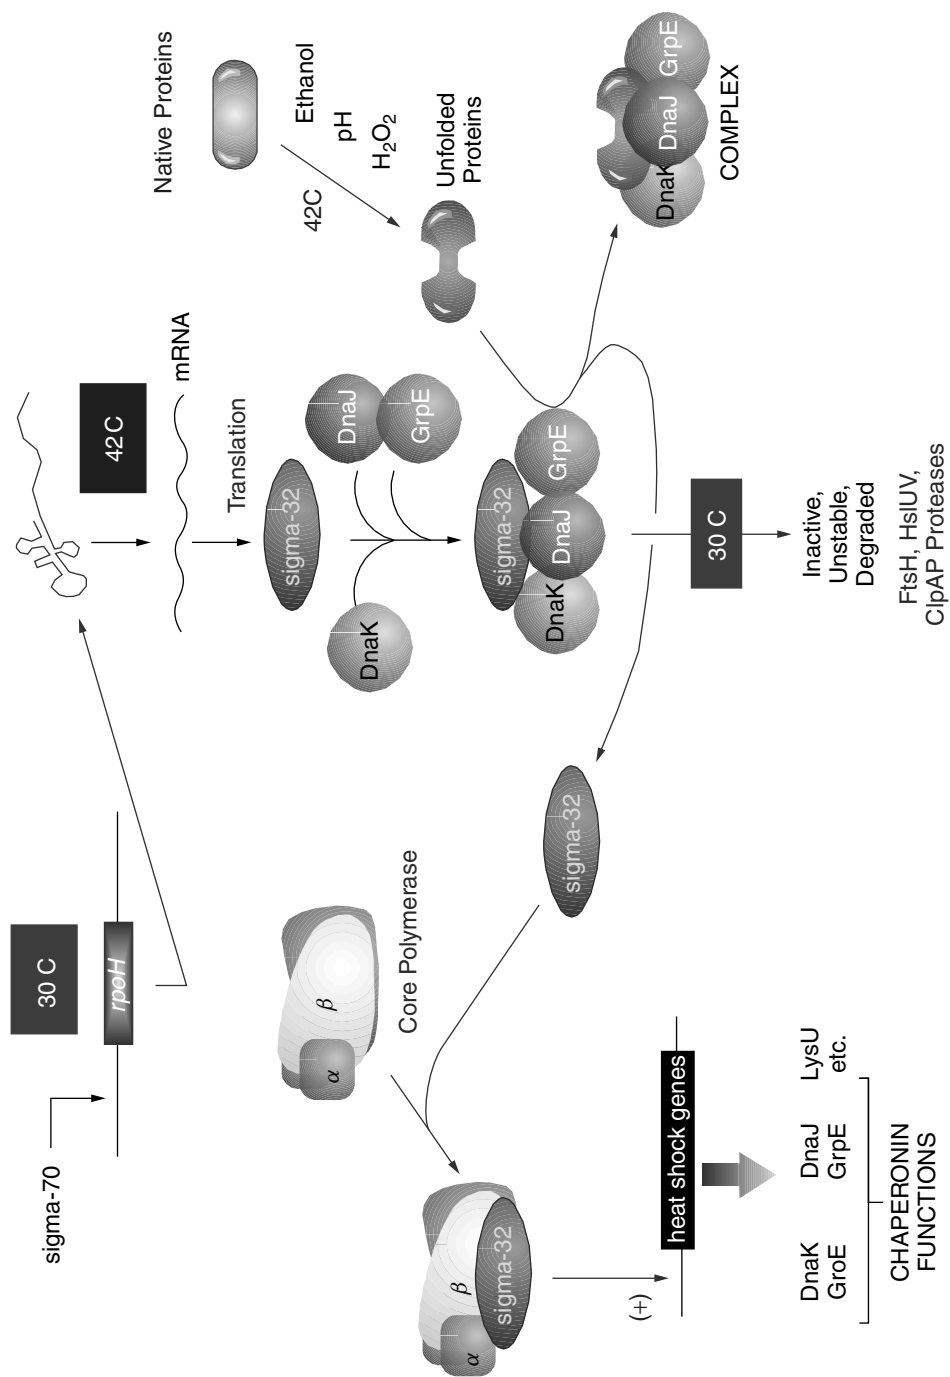 sigma-70
30 C
rpoH
42C
mRNA
Translation
sigma-32
DnaK
DnaJ
GrpE
sigma-32
DnaK
DnaJ
GrpE
30 C
Inactive,
Unstable,
Degraded
FtsH, HslUV,
ClpAP Proteases
Native Proteins
42C
Ethanol
pH
H₂O₂
Unfolded
Proteins
DnaK
DnaJ
GrpE
COMPLEX
α
β
Core Polymerase
sigma-32
α
β
sigma-32
(+)
heat shock genes
DnaK
GroE
DnaJ
GrpE
LysU
etc.
CHAPERONIN
FUNCTIONS